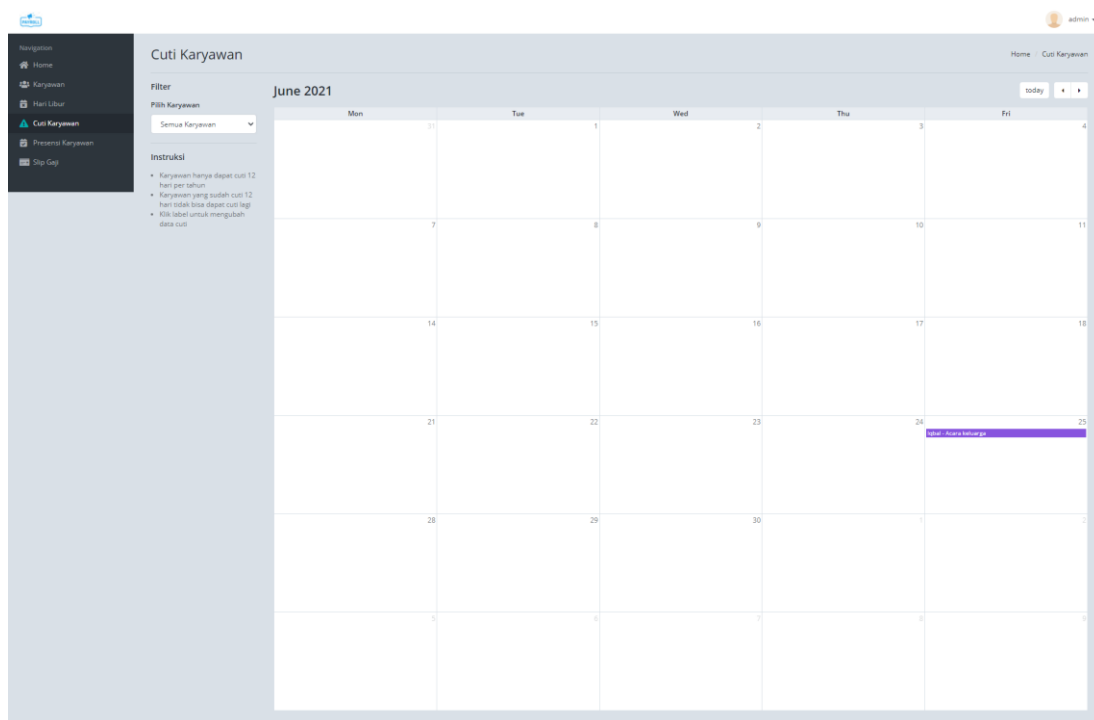 PAYROLL
admin
Navigation
Home
Karyawan
Hari Libur
Cuti Karyawan
Presensi Karyawan
Slip Gaji
Cuti Karyawan
Home / Cuti Karyawan
Filter
Pilih Karyawan
Semua Karyawan
Instruksi
Karyawan hanya dapat cuti 12
hari per tahun
Karyawan yang sudah cuti 12
hari tidak bisa dapat cuti lagi
Klik label untuk mengubah
data cuti
June 2021
today
Mon Tue Wed Thu Fri
31 1 2 3 4
7 8 9 10 11
14 15 16 17 18
21 22 23 24 25
Iqbal - Acara keluarga
28 29 30 1 2
5 6 7 8 9